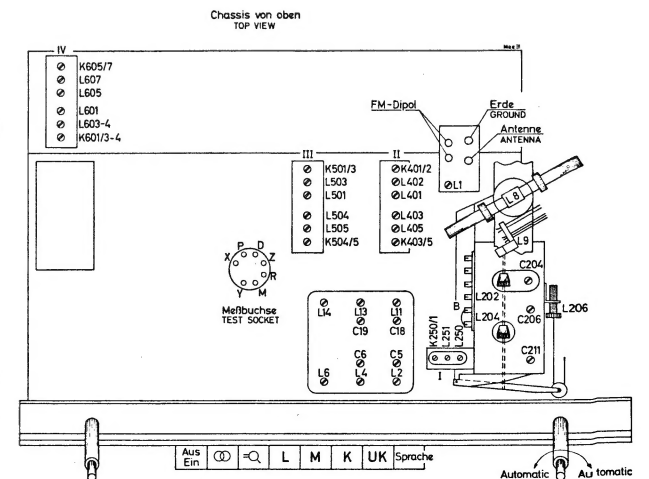 Chassis von oben
TOP VIEW
IV
K605/7
L607
L605
L601
L603-4
K601/3-4
FM-Dipol
Erde
GROUND
Antenne
ANTENNA
L1
III
K501/3
L503
L501
L504
L505
K504/5
II
K401/2
L402
L401
L403
L405
K403/5
L8
L9
P D
X Z
R
Y M
Meßbuchse
TEST SOCKET
C204
L202
B
L204
C206
L206
C211
L14 L13 L11
C19 C18
C6 C5
L6 L4 L2
K250/1
L251
L250
I
Aus
Ein
L M K UK Sprache
Automatic Automatic